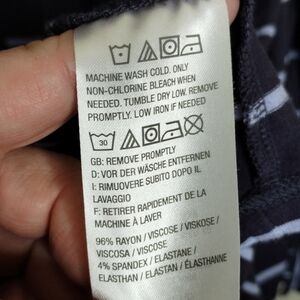 MACHINE WASH COLD. ONLY
NON-CHLORINE BLEACH WHEN
NEEDED. TUMBLE DRY LOW. REMOVE
PROMPTLY. LOW IRON IF NEEDED
30
GB: REMOVE PROMPTLY
D: VOR DER WÄSCHE ENTFERNEN
I: RIMUOVERE SUBITO DOPO IL
LAVAGGIO
F: RETIRER RAPIDEMENT DE LA
MACHINE À LAVER
96% RAYON / VISCOSE / VISKOSE /
VISCOSA / VISCOSE
4% SPANDEX / ELASTANE /
ELASTHAN / ELASTAN / ÉLASTHANNE